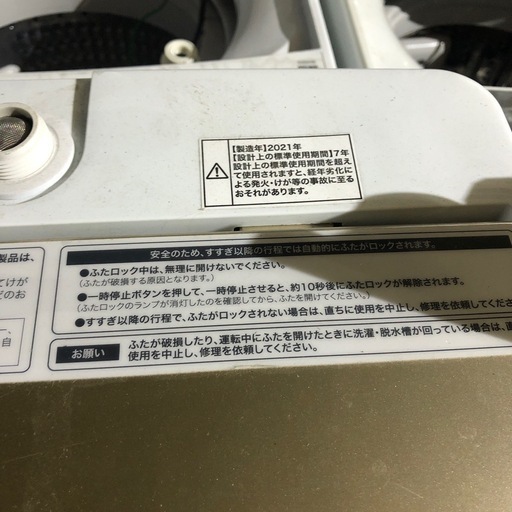 【製造年】2021年
【設計上の標準使用期間】7年
設計上の標準使用期間を超え
て使用されますと、経年劣化に
よる発火・けが等の事故に至る
おそれがあります。
製品は、
安全のため、すすぎ以降の行程では自動的にふたがロックされます。
●ふたロック中は、無理に開けないでください。
(ふたが破損する原因となります。)
●一時停止ボタンを押して、一時停止させると、約10秒後にふたロックが解除されます。
(ふたロックのランプが消灯したのを確認してから、ふたを開けてください。)
●すすぎ以降の行程で、ふたがロックされない場合は、直ちに使用を中止し、修理を依頼して
てけが
どのお
自
お願い
ふたが破損したり、運転中にふたを開けたときに洗濯・脱水槽が回っている場合は、直
使用を中止し、修理を依頼してください。